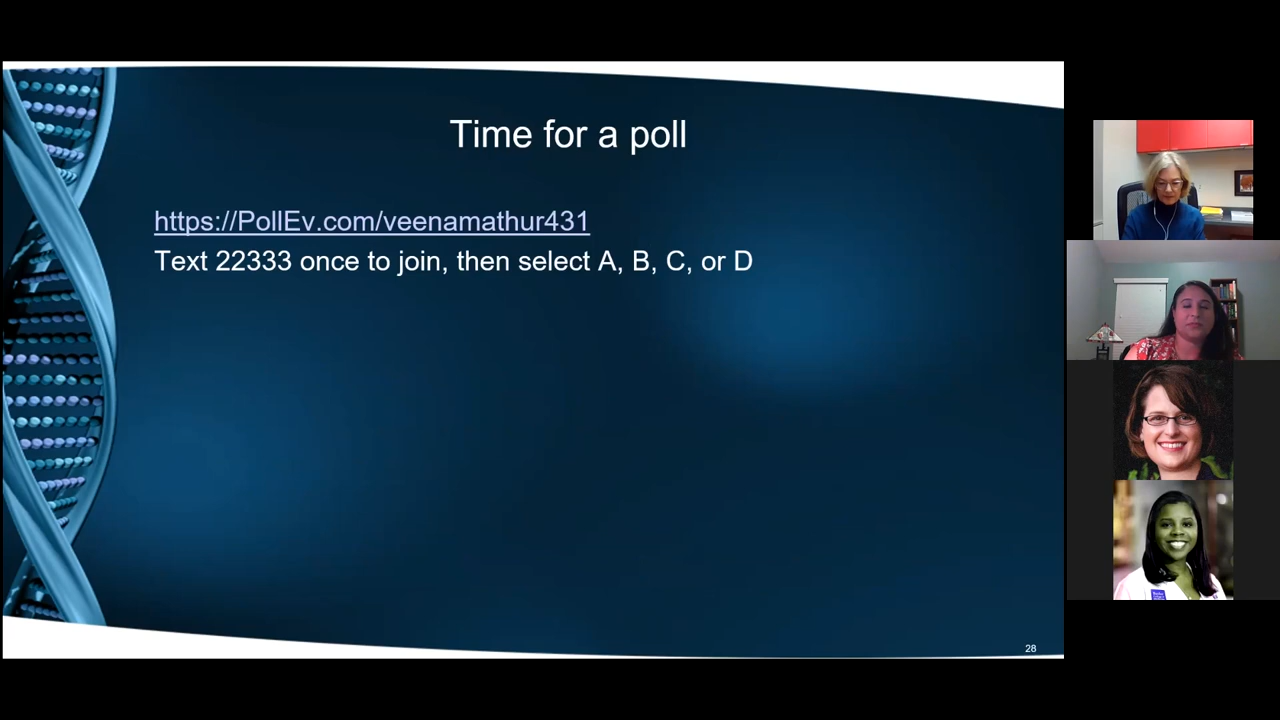 Time for a poll
https://PollEv.com/veenamathur431
Text 22333 once to join, then select A, B, C, or D
28